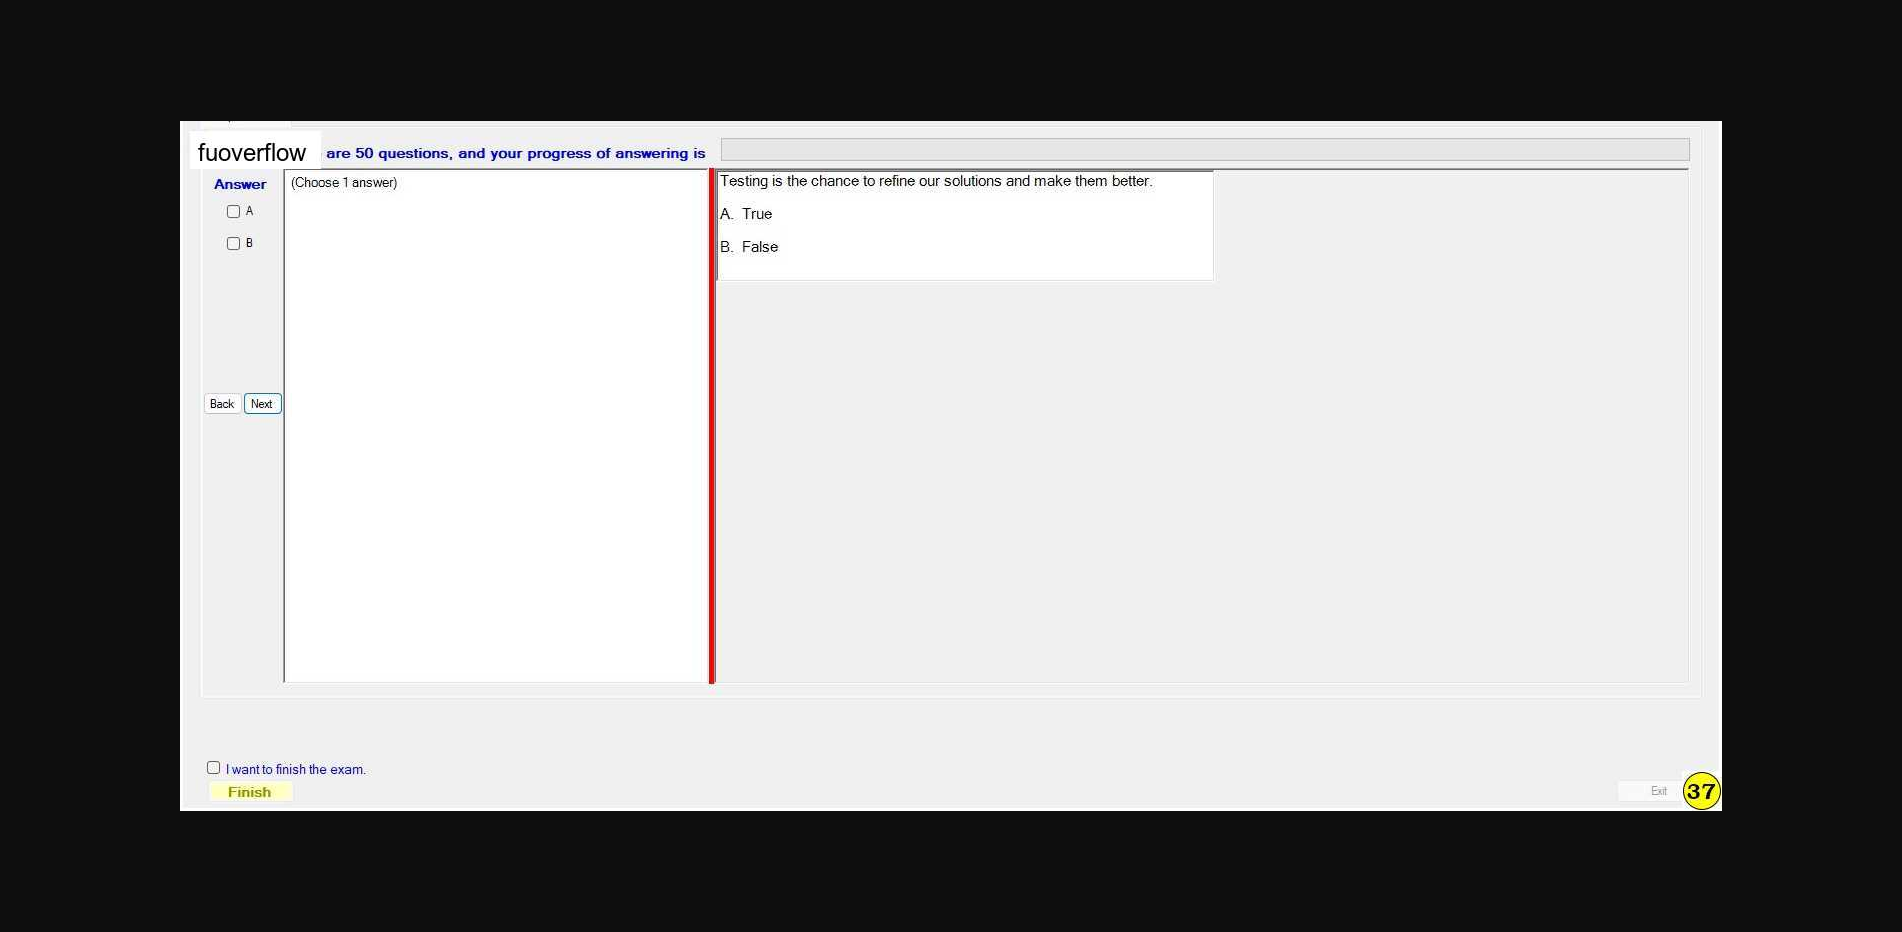 fuoverflow are 50 questions, and your progress of answering is
Answer
A
B
Back Next
(Choose 1 answer)
Testing is the chance to refine our solutions and make them better.
A. True
B. False
I want to finish the exam.
Finish
Exit
37